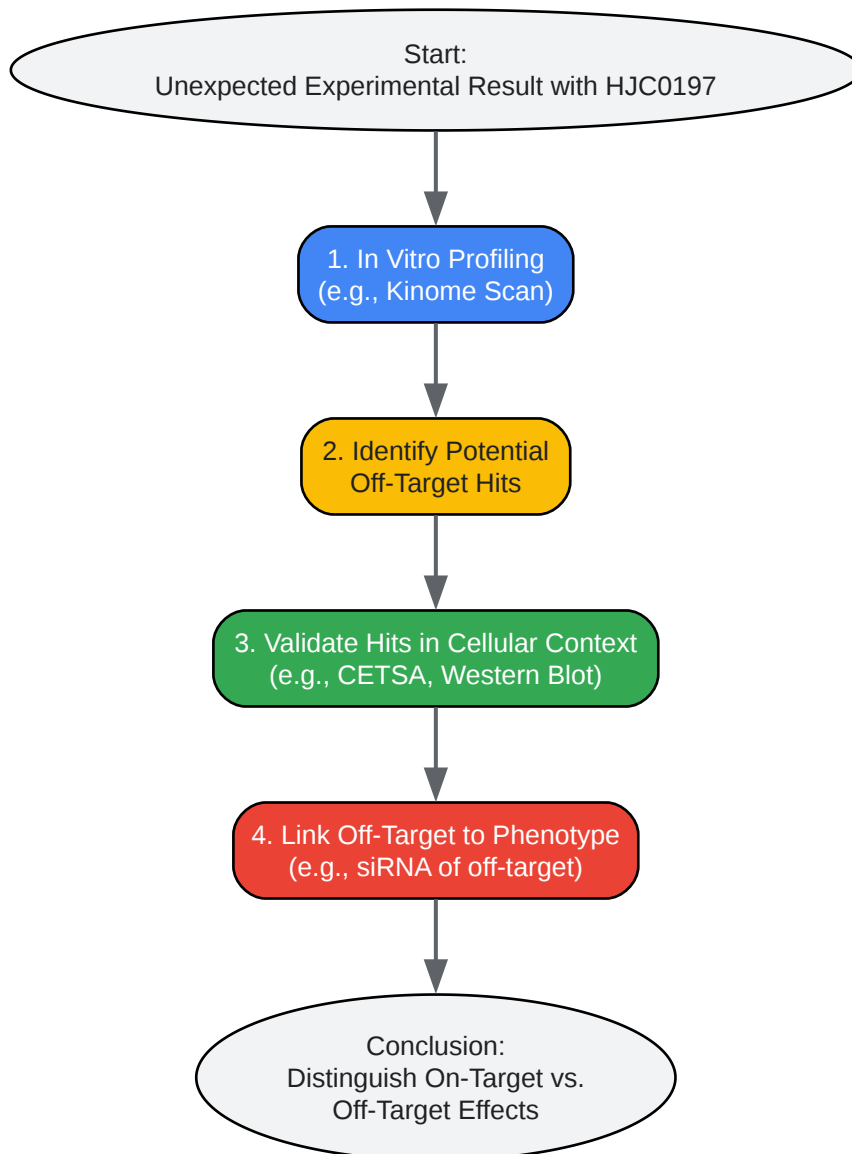 Start:
Unexpected Experimental Result with HJC0197
1. In Vitro Profiling
(e.g., Kinome Scan)
2. Identify Potential
Off-Target Hits
3. Validate Hits in Cellular Context
(e.g., CETSA, Western Blot)
4. Link Off-Target to Phenotype
(e.g., siRNA of off-target)
Conclusion:
Distinguish On-Target vs.
Off-Target Effects